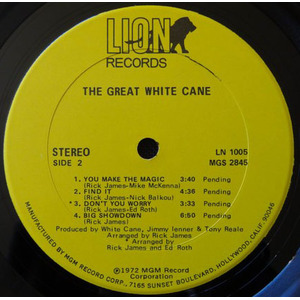 LION
RECORDS
THE GREAT WHITE CANE
STEREO
SIDE 2
LN 1005
MGS 2845
1. YOU MAKE THE MAGIC 3:40 Pending
(Rick James-Mike McKenna)
2. FIND IT 4:36 Pending
(Rick James-Nick Balkou)
* 3. DON'T YOU WORRY 3:33 Pending
(Rick James-Ed Roth)
4. BIG SHOWDOWN 6:50 Pending
(Rick James)
Produced by White Cane, Jimmy Ienner & Tony Reale
Arranged by Rick James
* Arranged by
Rick James and Ed Roth
℗1972 MGM Record
Corporation
MANUFACTURED BY MGM RECORD CORP., 7165 SUNSET BOULEVARD, HOLLYWOOD, CALIF. 90046